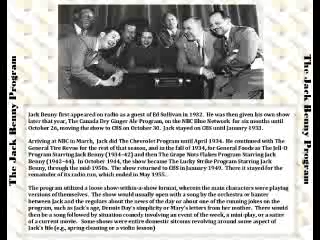 The Jack Benny Program
The Jack Benny Program
Jack Benny first appeared on radio as a guest of Ed Sullivan in 1932. He was then given his own show
later that year, The Canada Dry Ginger Ale Program, on the NBC Blue Network for six months until
October 26, moving the show to CBS on October 30. Jack stayed on CBS until January 1933.
Arriving at NBC in March, Jack did The Chevrolet Program until April 1934. He continued with The
General Tire Revue for the rest of that season, and in the fall of 1934, for General Foods as The Jell-O
Program Starring Jack Benny (1934-42) and then The Grape Nuts Flakes Program Starring Jack
Benny (1942-44). In October 1944, the show became The Lucky Strike Program Starring Jack
Benny, through the mid-1950s. The show returned to CBS in January 1949. There it stayed for the
remainder of its radio run, which ended in May 1955.
The program utilized a loose show-within-a-show format, wherein the main characters were playing
versions of themselves. The show would usually open with a song by the orchestra or banter
between Jack and the regulars about the news of the day or about one of the running jokes on the
program, such as Jack's age, Dennis Day's simplicity or Mary's letters from her mother. There would
then be a song followed by situation comedy involving an event of the week, a mini-play, or a satire
of a current movie. Some shows were entire domestic sitcoms revolving around some aspect of
Jack's life (e.g., spring cleaning or a violin lesson)